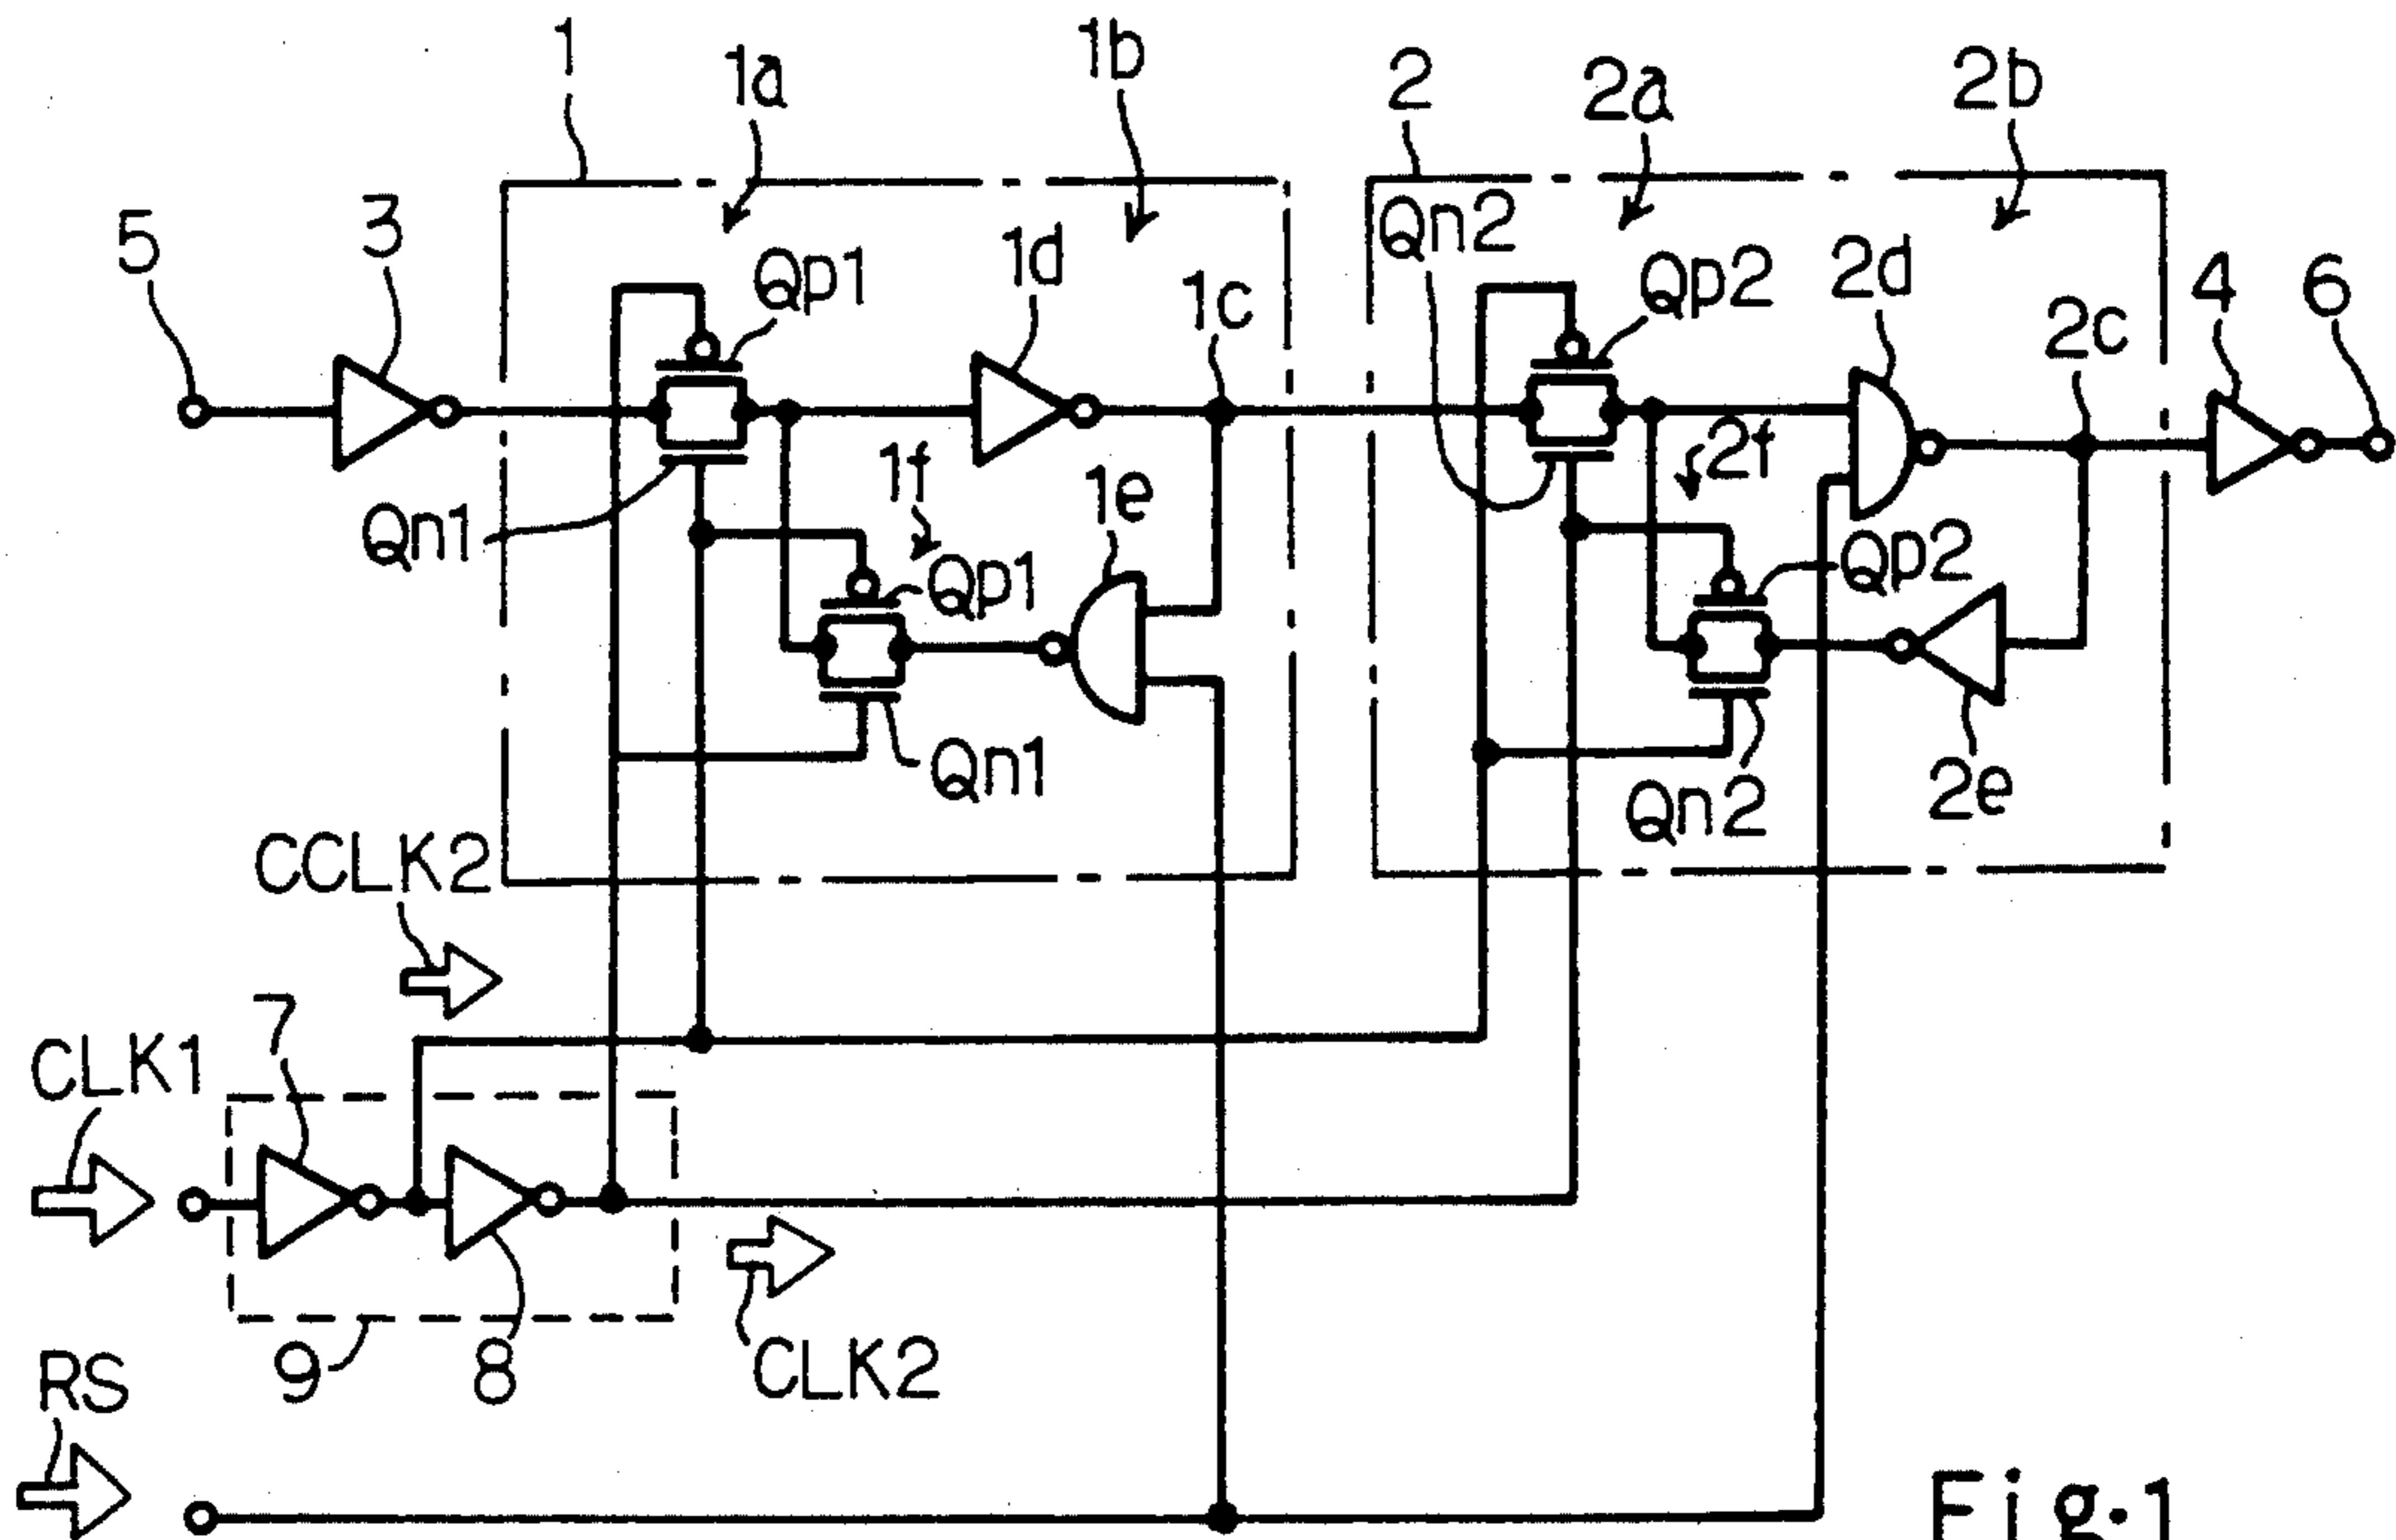 1
1a
1b
2
2a
2b
5
3
Qp1
1d
1c
Qn2
Qp2
2d
2c
4
6
Qn1
1f
Qp1
1e
2f
Qp2
Qn1
Qn2
2e
CCLK2
CLK1
7
9
8
CLK2
RS
Fig.1